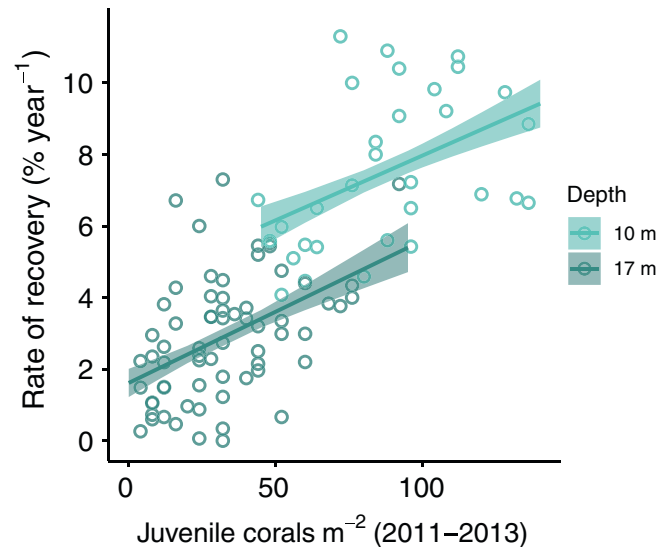 Rate of recovery (% year⁻¹)
10
8
6
4
2
0
0
50
100
Juvenile corals m⁻² (2011–2013)
Depth
10 m
17 m